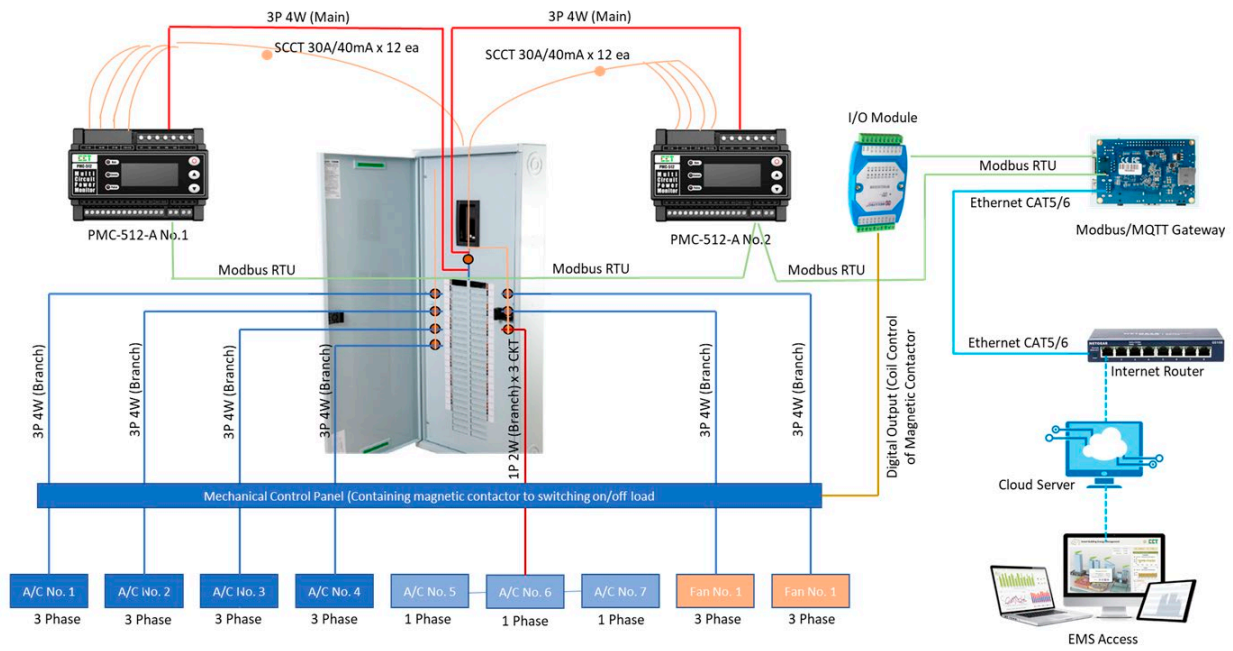 3P 4W (Main)
3P 4W (Main)
SCCT 30A/40mA x 12 ea
SCCT 30A/40mA x 12 ea
I/O Module
CCT
PMC-512
Multi
Circuit
Power
Monitor
CCT
PMC-512
Multi
Circuit
Power
Monitor
Modbus RTU
Ethernet CAT5/6
PMC-512-A No.1
PMC-512-A No.2
Modbus/MQTT Gateway
Modbus RTU
Modbus RTU
Modbus RTU
3P 4W (Branch)
3P 4W (Branch)
3P 4W (Branch)
3P 4W (Branch)
1P 2W (Branch) x 3 CKT
3P 4W (Branch)
3P 4W (Branch)
Digital Output (Coil Control
of Magnetic Contactor)
Ethernet CAT5/6
NETGEAR
Internet Router
Cloud Server
Mechanical Control Panel (Containing magnetic contactor to switching on/off load
A/C No. 1
A/C No. 2
A/C No. 3
A/C No. 4
A/C No. 5
A/C No. 6
A/C No. 7
Fan No. 1
Fan No. 1
3 Phase
3 Phase
3 Phase
3 Phase
1 Phase
1 Phase
1 Phase
3 Phase
3 Phase
CCT
EMS Access